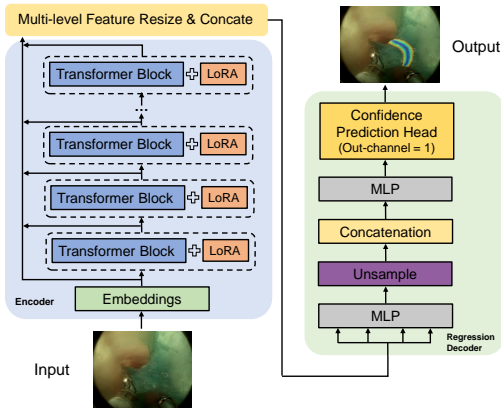 Multi-level Feature Resize & Concate
Transformer Block
LoRA
...
Transformer Block
LoRA
Transformer Block
LoRA
Transformer Block
LoRA
Encoder
Embeddings
Input
Output
Confidence
Prediction Head
(Out-channel = 1)
MLP
Concatenation
Unsample
MLP
Regression
Decoder